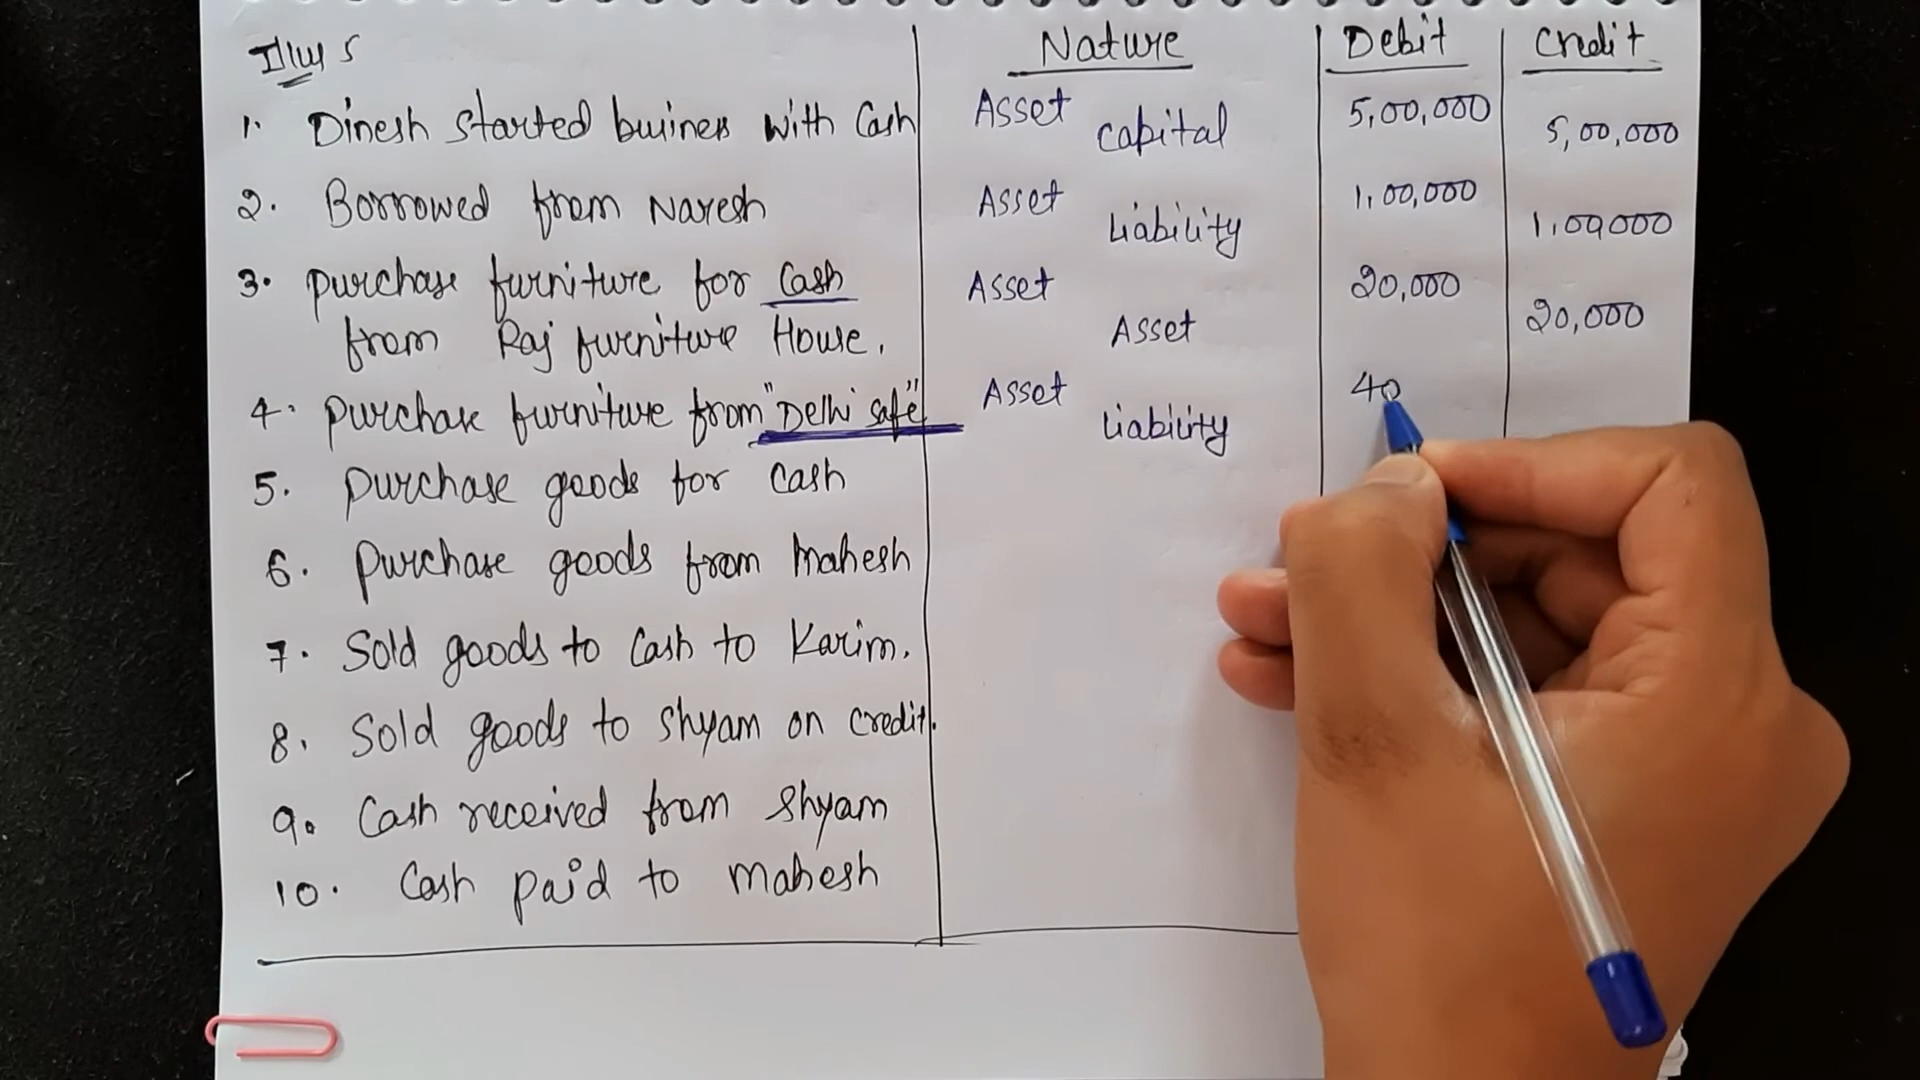 Illus 5 Nature Debit Credit
1. Dinesh started business with Cash Asset Capital 5,00,000 5,00,000
2. Borrowed from Naresh Asset Liability 1,00,000 1,00,000
3. Purchase furniture for Cash Asset 20,000
from Raj furniture House. Asset 20,000
4. Purchase furniture from "Delhi safe" Asset Liability 40
5. Purchase goods for Cash
6. Purchase goods from Mahesh
7. Sold goods to Cash to Karim.
8. Sold goods to Shyam on credit.
9. Cash received from Shyam
10. Cash paid to Mahesh